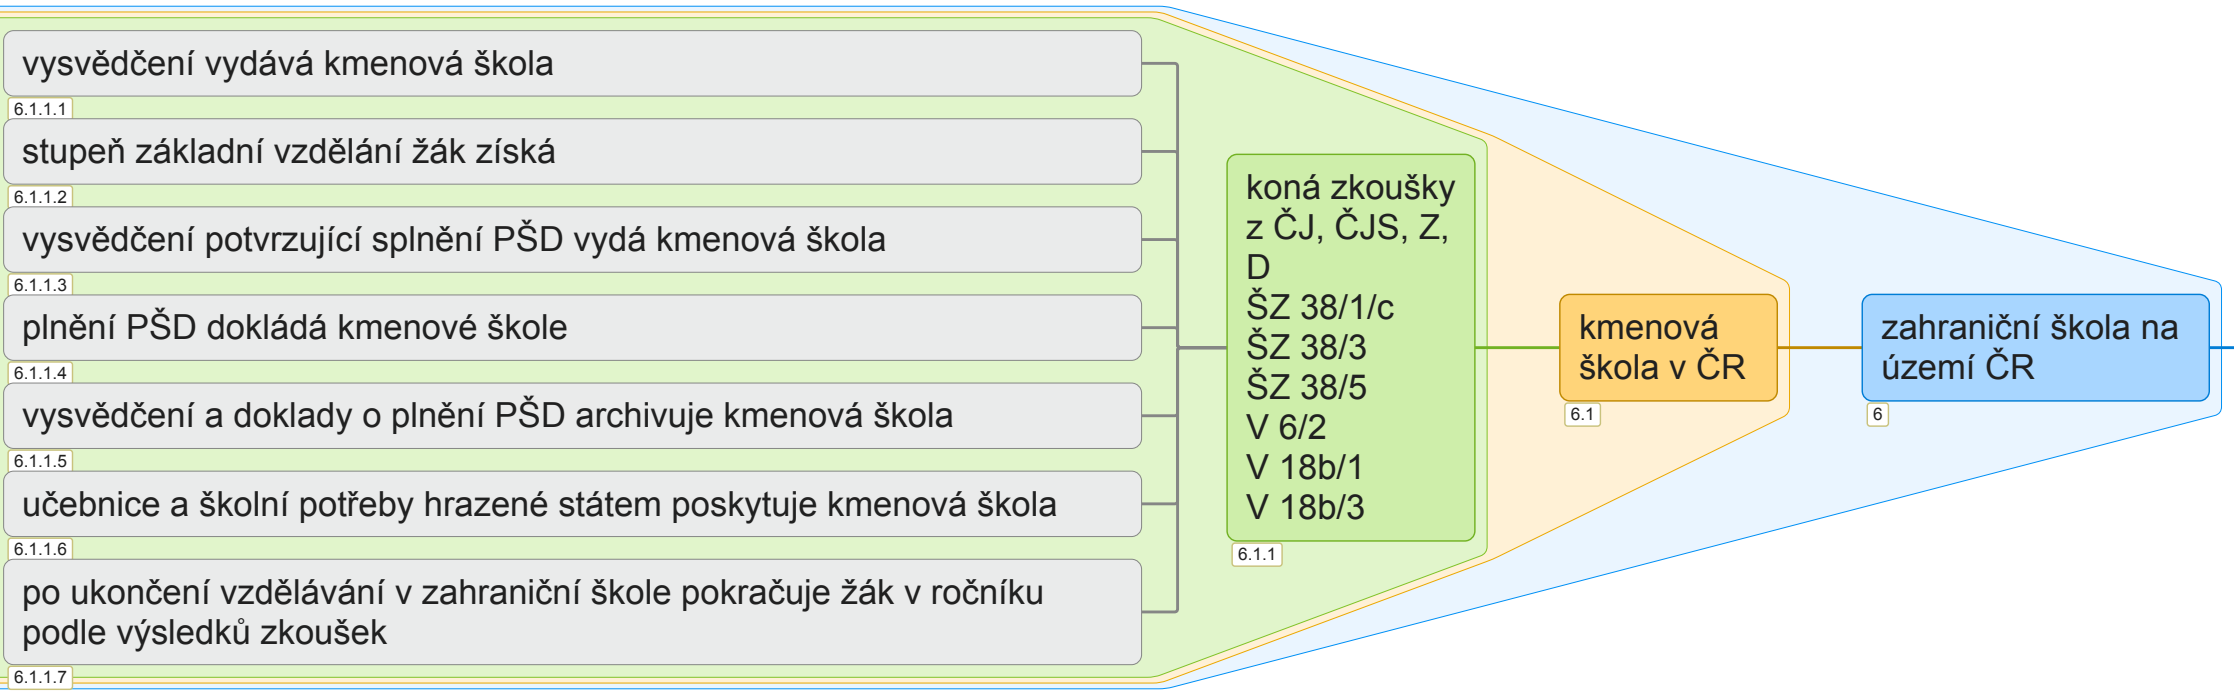 vysvědčení vydává kmenová škola
6.1.1.1
stupeň základní vzdělání žák získá
6.1.1.2
vysvědčení potvrzující splnění PŠD vydá kmenová škola
6.1.1.3
plnění PŠD dokládá kmenové škole
6.1.1.4
vysvědčení a doklady o plnění PŠD archivuje kmenová škola
6.1.1.5
učebnice a školní potřeby hrazené státem poskytuje kmenová škola
6.1.1.6
po ukončení vzdělávání v zahraniční škole pokračuje žák v ročníku
podle výsledků zkoušek
6.1.1.7
koná zkoušky
z ČJ, ČJS, Z,
D
ŠZ 38/1/c
ŠZ 38/3
ŠZ 38/5
V 6/2
V 18b/1
V 18b/3
6.1.1
kmenová
škola v ČR
6.1
zahraniční škola na
území ČR
6